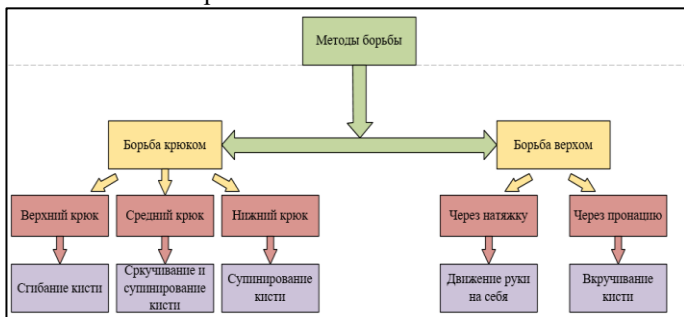 Методы борьбы
Борьба крюком
Борьба верхом
Верхний крюк
Средний крюк
Нижний крюк
Через натяжку
Через пронацию
Сгибание кисти
Сркучивание и
супинирование
кисти
Супинирование
кисти
Движение руки
на себя
Вкручивание
кисти